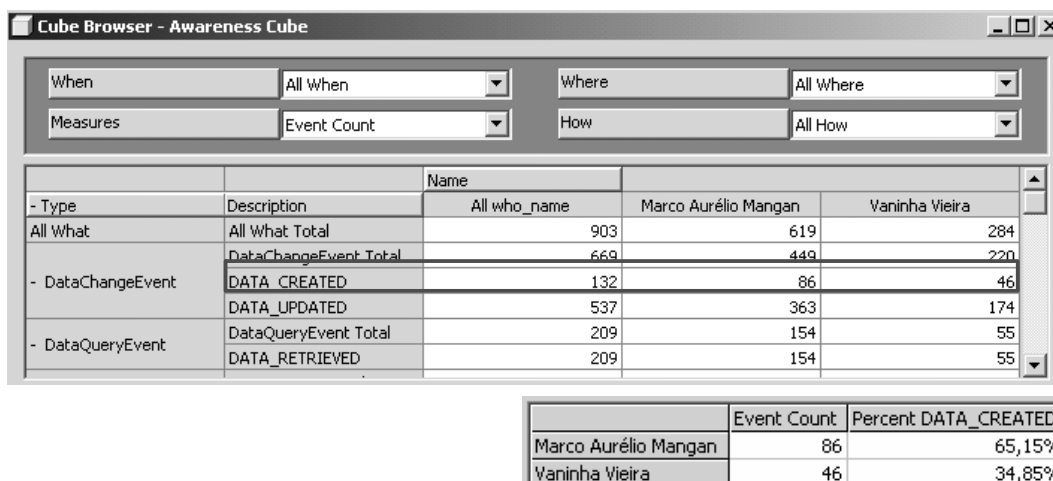 Cube Browser - Awareness Cube
When All When Where All Where
Measures Event Count How All How
Name
- Type Description All who_name Marco Aurélio Mangan Vaninha Vieira
All What All What Total 903 619 284
DataChangeEvent Total 669 449 220
- DataChangeEvent DATA_CREATED 132 86 46
DATA_UPDATED 537 363 174
- DataQueryEvent DataQueryEvent Total 209 154 55
DATA_RETRIEVED 209 154 55
Event Count Percent DATA_CREATED
Marco Aurélio Mangan 86 65,15%
Vaninha Vieira 46 34,85%